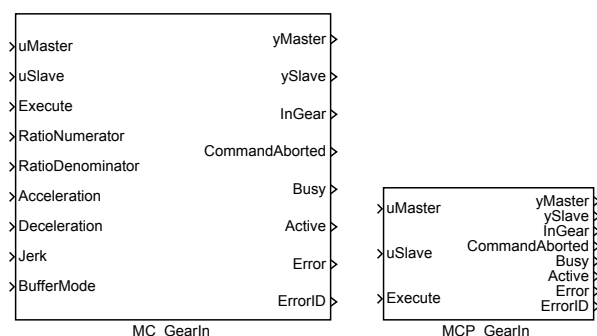 uMaster
uSlave
Execute
RatioNumerator
RatioDenominator
Acceleration
Deceleration
Jerk
BufferMode
yMaster
ySlave
InGear
CommandAborted
Busy
Active
Error
ErrorID
MC_GearIn
uMaster
uSlave
Execute
yMaster
ySlave
InGear
CommandAborted
Busy
Active
Error
ErrorID
MCP_GearIn